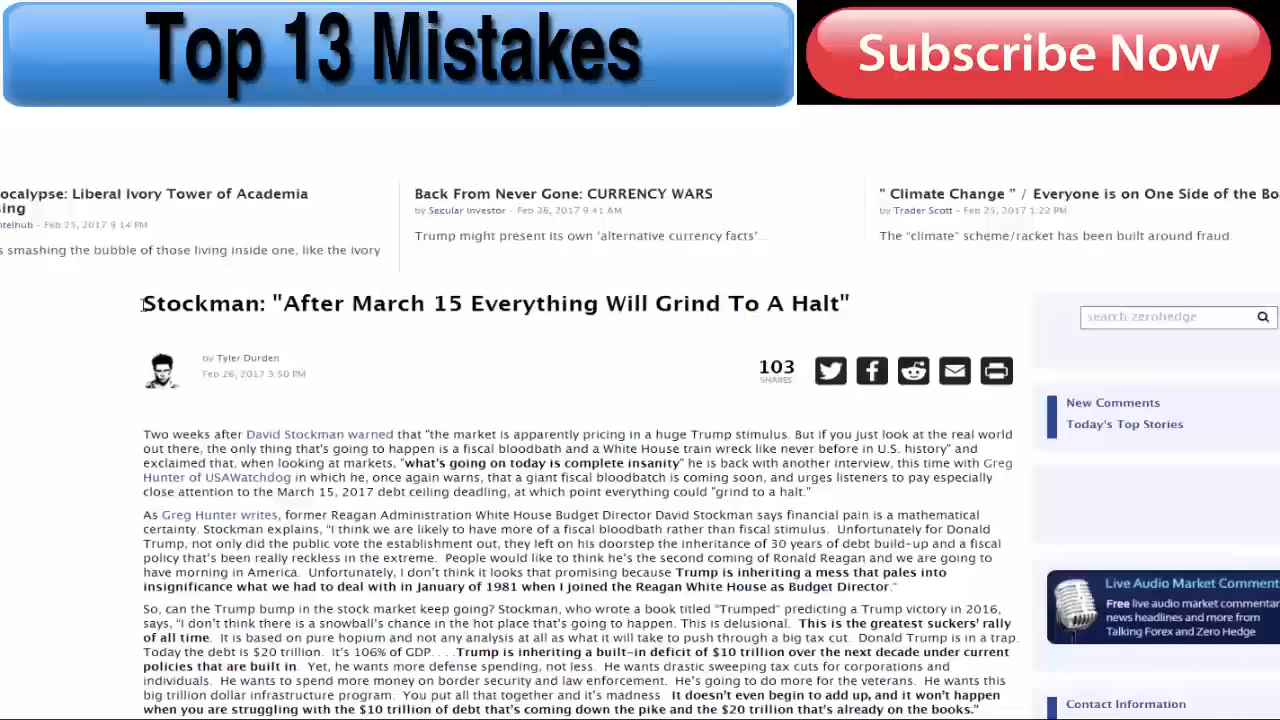 Top 13 Mistakes
Subscribe Now
ocalypse: Liberal Ivory Tower of Academia
ing
ntelhub - Feb 25, 2017 9:14 PM
s smashing the bubble of those living inside one, like the ivory
Back From Never Gone: CURRENCY WARS
by Secular Investor - Feb 26, 2017 9:41 AM
Trump might present its own 'alternative currency facts'...
" Climate Change " / Everyone is on One Side of the Bo
by Trader Scott - Feb 25, 2017 1:22 PM
The "climate" scheme/racket has been built around fraud.
Stockman: "After March 15 Everything Will Grind To A Halt"
by Tyler Durden
Feb 26, 2017 3:50 PM
103
SHARES
search zerohedge
New Comments
Today's Top Stories
Two weeks after David Stockman warned that "the market is apparently pricing in a huge Trump stimulus. But if you just look at the real world
out there, the only thing that's going to happen is a fiscal bloodbath and a White House train wreck like never before in U.S. history" and
exclaimed that, when looking at markets, "what's going on today is complete insanity" he is back with another interview, this time with Greg
Hunter of USAWatchdog in which he, once again warns, that a giant fiscal bloodbatch is coming soon, and urges listeners to pay especially
close attention to the March 15, 2017 debt ceiling deadling, at which point everything could "grind to a halt."
As Greg Hunter writes, former Reagan Administration White House Budget Director David Stockman says financial pain is a mathematical
certainty. Stockman explains, "I think we are likely to have more of a fiscal bloodbath rather than fiscal stimulus. Unfortunately for Donald
Trump, not only did the public vote the establishment out, they left on his doorstep the inheritance of 30 years of debt build-up and a fiscal
policy that's been really reckless in the extreme. People would like to think he's the second coming of Ronald Reagan and we are going to
have morning in America. Unfortunately, I don't think it looks that promising because Trump is inheriting a mess that pales into
insignificance what we had to deal with in January of 1981 when I joined the Reagan White House as Budget Director."
So, can the Trump bump in the stock market keep going? Stockman, who wrote a book titled "Trumped" predicting a Trump victory in 2016,
says, "I don't think there is a snowball's chance in the hot place that's going to happen. This is delusional. This is the greatest suckers' rally
of all time. It is based on pure hopium and not any analysis at all as what it will take to push through a big tax cut. Donald Trump is in a trap.
Today the debt is $20 trillion. It's 106% of GDP. . . . Trump is inheriting a built-in deficit of $10 trillion over the next decade under current
policies that are built in. Yet, he wants more defense spending, not less. He wants drastic sweeping tax cuts for corporations and
individuals. He wants to spend more money on border security and law enforcement. He's going to do more for the veterans. He wants this
big trillion dollar infrastructure program. You put all that together and it's madness. It doesn't even begin to add up, and it won't happen
when you are struggling with the $10 trillion of debt that's coming down the pike and the $20 trillion that's already on the books."
Live Audio Market Comment
Free live audio market commentar
news headlines and more from
Talking Forex and Zero Hedge
Contact Information